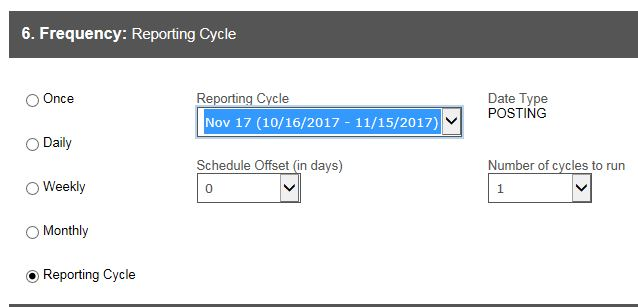 6. Frequency: Reporting Cycle
Once
Reporting Cycle
Date Type
Nov 17 (10/16/2017 - 11/15/2017)
POSTING
Daily
Schedule Offset (in days)
Number of cycles to run
Weekly
0
1
Monthly
Reporting Cycle